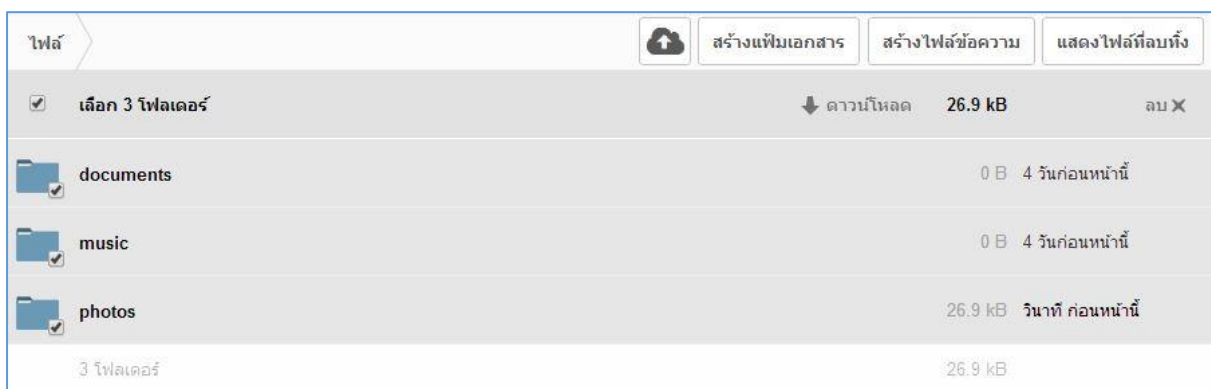 ไฟล์ สร้างแฟ้มเอกสาร สร้างไฟล์ข้อความ แสดงไฟล์ที่ลบทิ้ง
เลือก 3 โฟลเดอร์ ดาวน์โหลด 26.9 kB ลบ
documents 0 B 4 วันก่อนหน้านี้
music 0 B 4 วันก่อนหน้านี้
photos 26.9 kB วินาที ก่อนหน้านี้
3 โฟลเดอร์ 26.9 kB